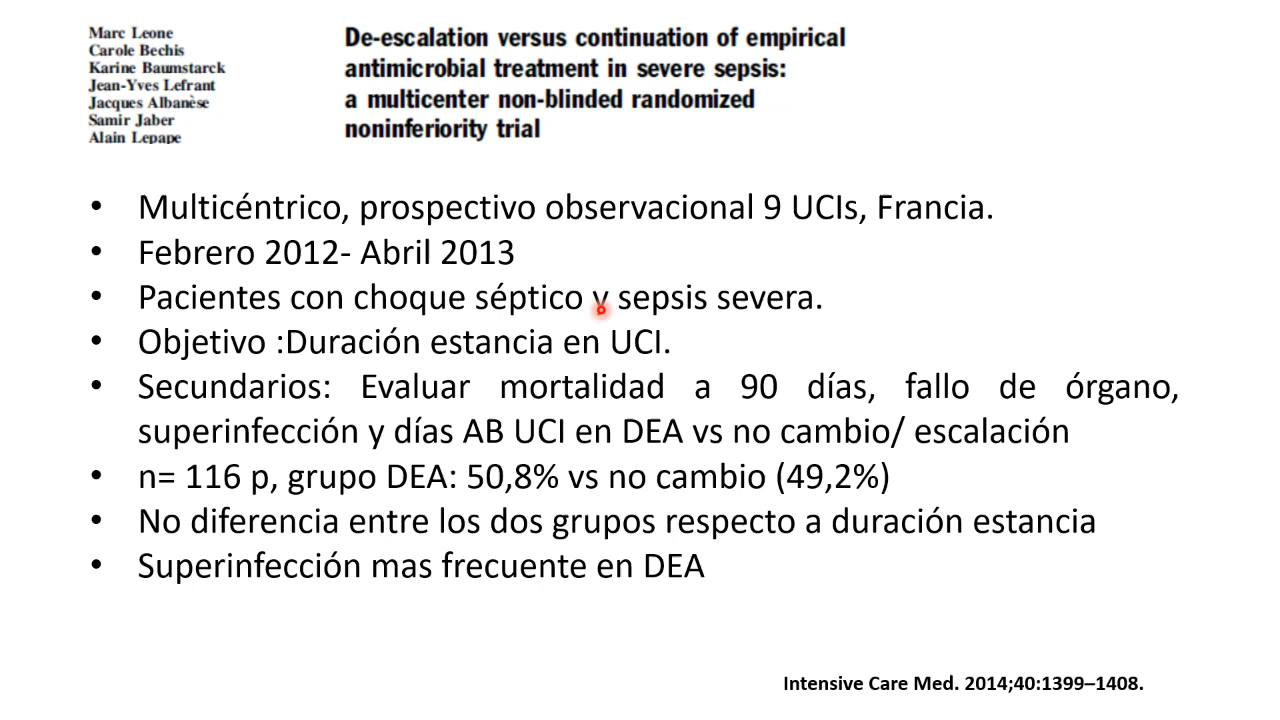 Marc Leone
Carole Bechis
Karine Baumstarck
Jean-Yves Lefrant
Jacques Albanèse
Samir Jaber
Alain Lepape
De-escalation versus continuation of empirical
antimicrobial treatment in severe sepsis:
a multicenter non-blinded randomized
noninferiority trial
• Multicéntrico, prospectivo observacional 9 UCIs, Francia.
• Febrero 2012- Abril 2013
• Pacientes con choque séptico y sepsis severa.
• Objetivo :Duración estancia en UCI.
• Secundarios: Evaluar mortalidad a 90 días, fallo de órgano,
superinfección y días AB UCI en DEA vs no cambio/ escalación
• n= 116 p, grupo DEA: 50,8% vs no cambio (49,2%)
• No diferencia entre los dos grupos respecto a duración estancia
• Superinfección mas frecuente en DEA
Intensive Care Med. 2014;40:1399–1408.